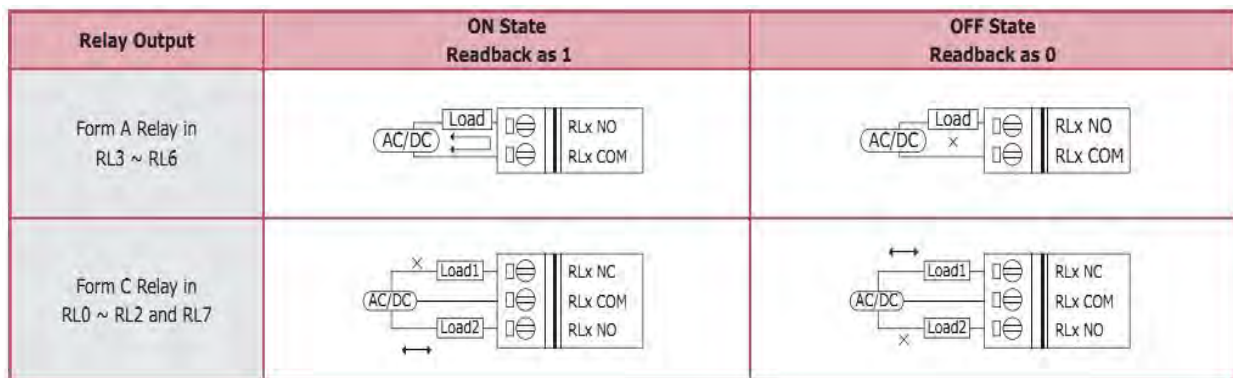 Relay Output
ON State
Readback as 1
OFF State
Readback as 0
Form A Relay in
RL3 ~ RL6
AC/DC
Load
RLx NO
RLx COM
AC/DC
Load
×
RLx NO
RLx COM
Form C Relay in
RL0 ~ RL2 and RL7
×
Load1
RLx NC
AC/DC
RLx COM
Load2
RLx NO
Load1
RLx NC
AC/DC
RLx COM
×
Load2
RLx NO